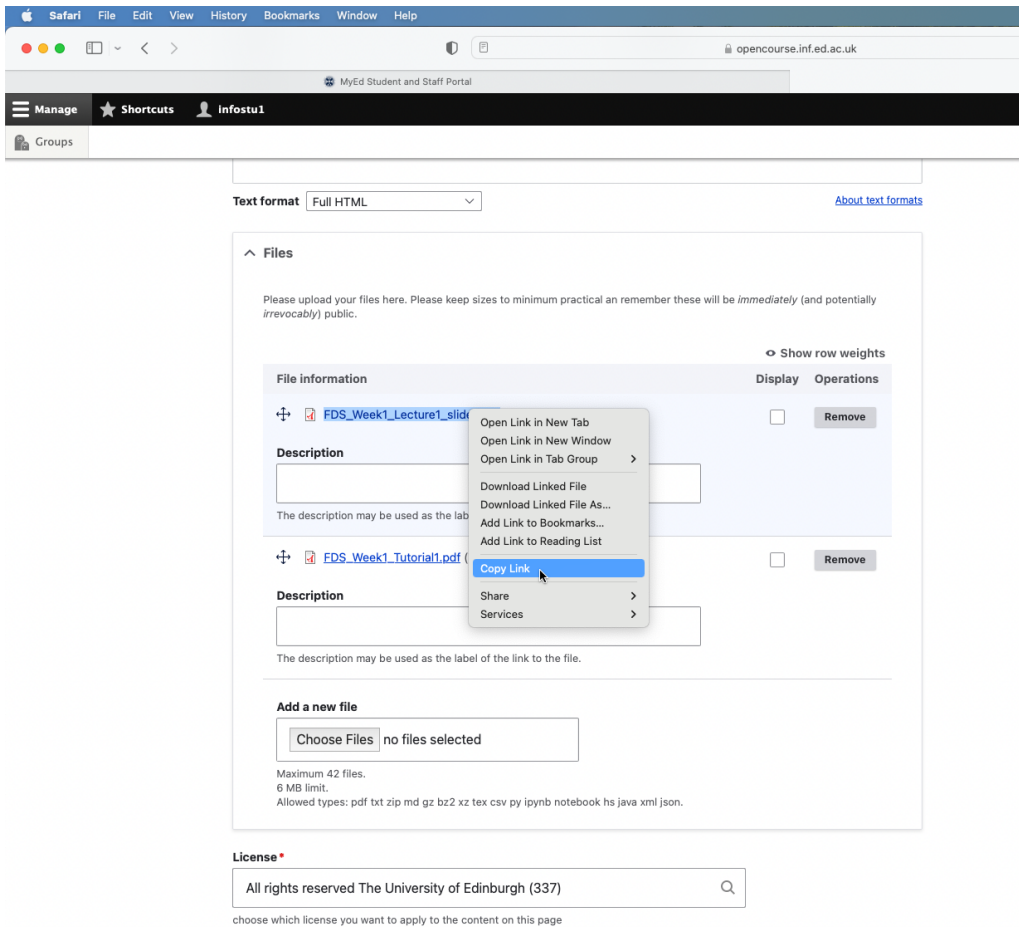 Safari File Edit View History Bookmarks Window Help
opencourse.inf.ed.ac.uk
MyEd Student and Staff Portal
Manage Shortcuts infostu1
Groups
Text format Full HTML About text formats
Files
Please upload your files here. Please keep sizes to minimum practical an remember these will be immediately (and potentially
irrevocably) public.
Show row weights
File information Display Operations
FDS_Week1_Lecture1_slide Remove
Open Link in New Tab
Open Link in New Window
Open Link in Tab Group
Download Linked File
Download Linked File As...
Add Link to Bookmarks...
Add Link to Reading List
Copy Link
Share
Services
Description
The description may be used as the lab
FDS_Week1_Tutorial1.pdf ( Remove
Description
The description may be used as the label of the link to the file.
Add a new file
Choose Files no files selected
Maximum 42 files.
6 MB limit.
Allowed types: pdf txt zip md gz bz2 xz tex csv py ipynb notebook hs java xml json.
License*
All rights reserved The University of Edinburgh (337)
choose which license you want to apply to the content on this page